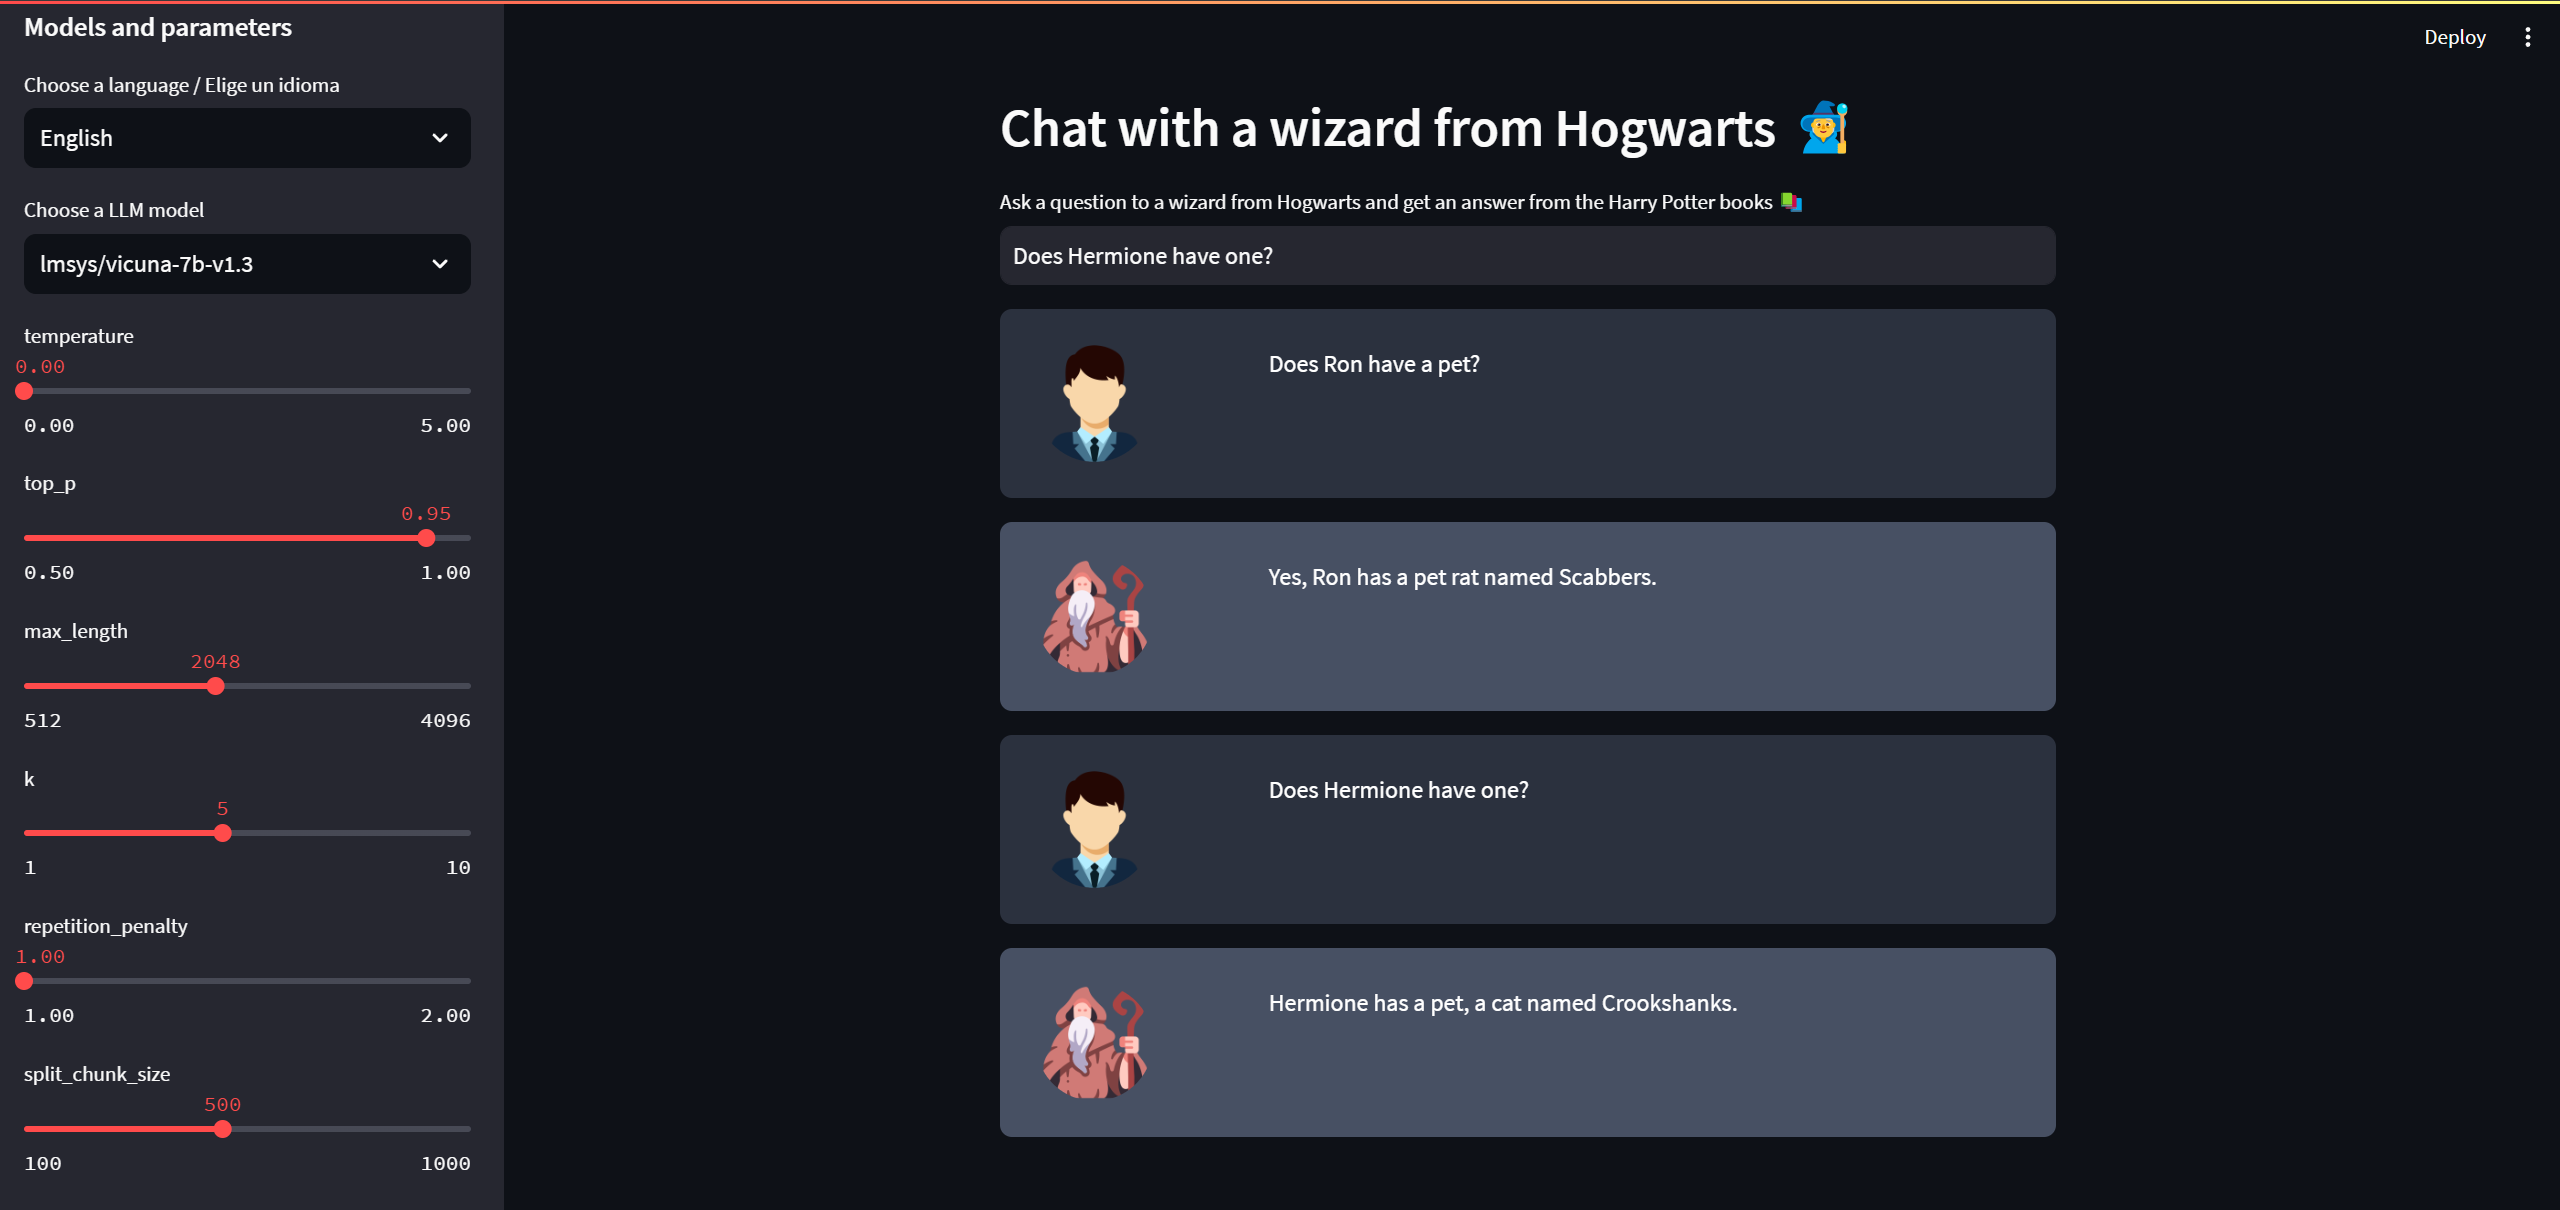 Models and parameters
Choose a language / Elige un idioma
English
Choose a LLM model
lmsys/vicuna-7b-v1.3
temperature
0.00
0.00 5.00
top_p
0.95
0.50 1.00
max_length
2048
512 4096
k
5
1 10
repetition_penalty
1.00
1.00 2.00
split_chunk_size
500
100 1000
Deploy
Chat with a wizard from Hogwarts
Ask a question to a wizard from Hogwarts and get an answer from the Harry Potter books
Does Hermione have one?
Does Ron have a pet?
Yes, Ron has a pet rat named Scabbers.
Does Hermione have one?
Hermione has a pet, a cat named Crookshanks.